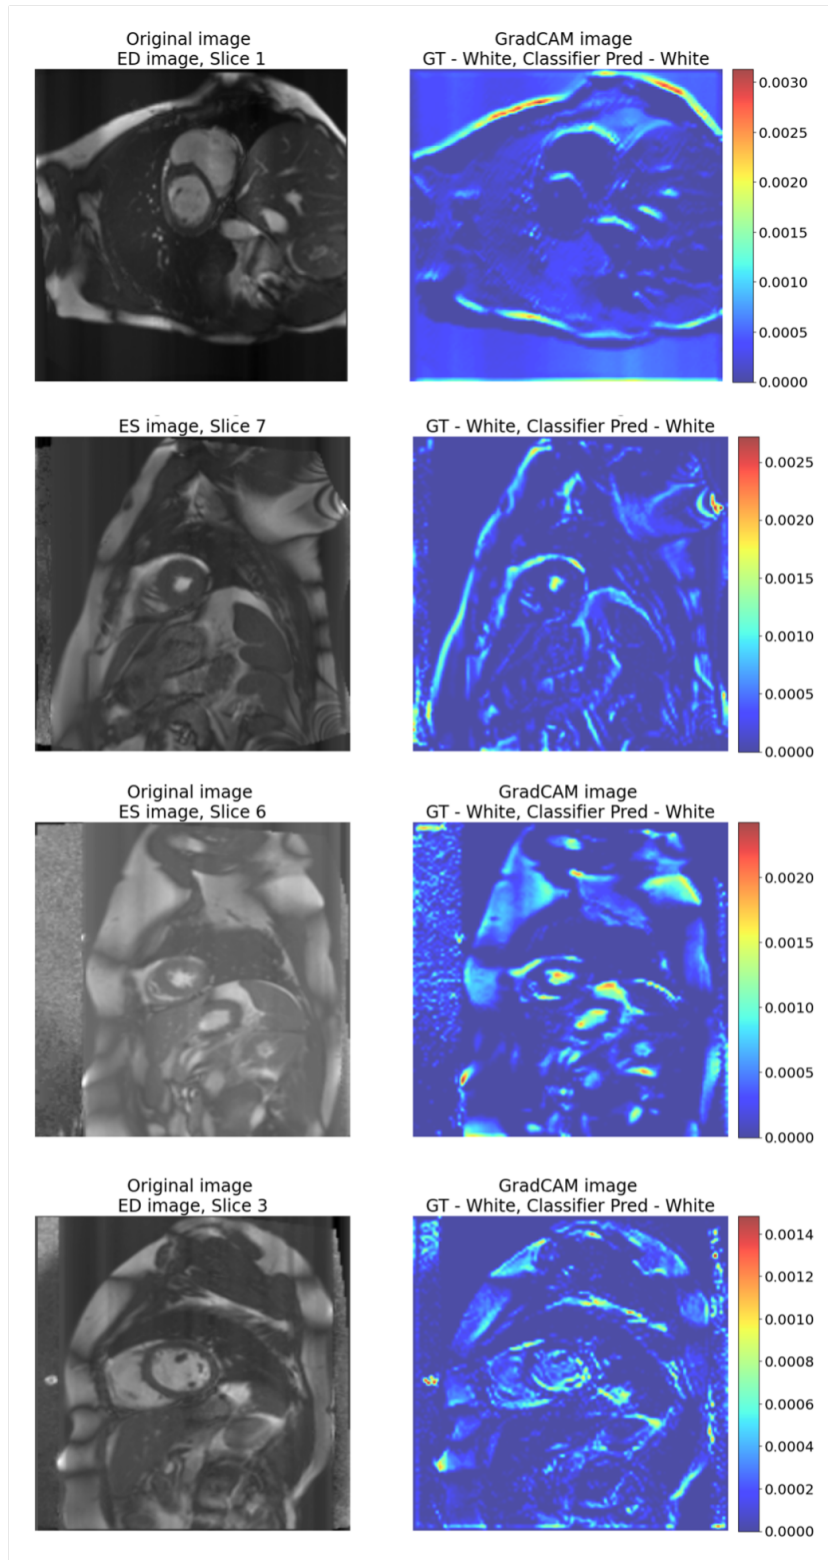 Original image
ED image, Slice 1
GradCAM image
GT - White, Classifier Pred - White
0.0030
0.0025
0.0020
0.0015
0.0010
0.0005
0.0000
ES image, Slice 7
GT - White, Classifier Pred - White
0.0025
0.0020
0.0015
0.0010
0.0005
0.0000
Original image
ES image, Slice 6
GradCAM image
GT - White, Classifier Pred - White
0.0020
0.0015
0.0010
0.0005
0.0000
Original image
ED image, Slice 3
GradCAM image
GT - White, Classifier Pred - White
0.0014
0.0012
0.0010
0.0008
0.0006
0.0004
0.0002
0.0000